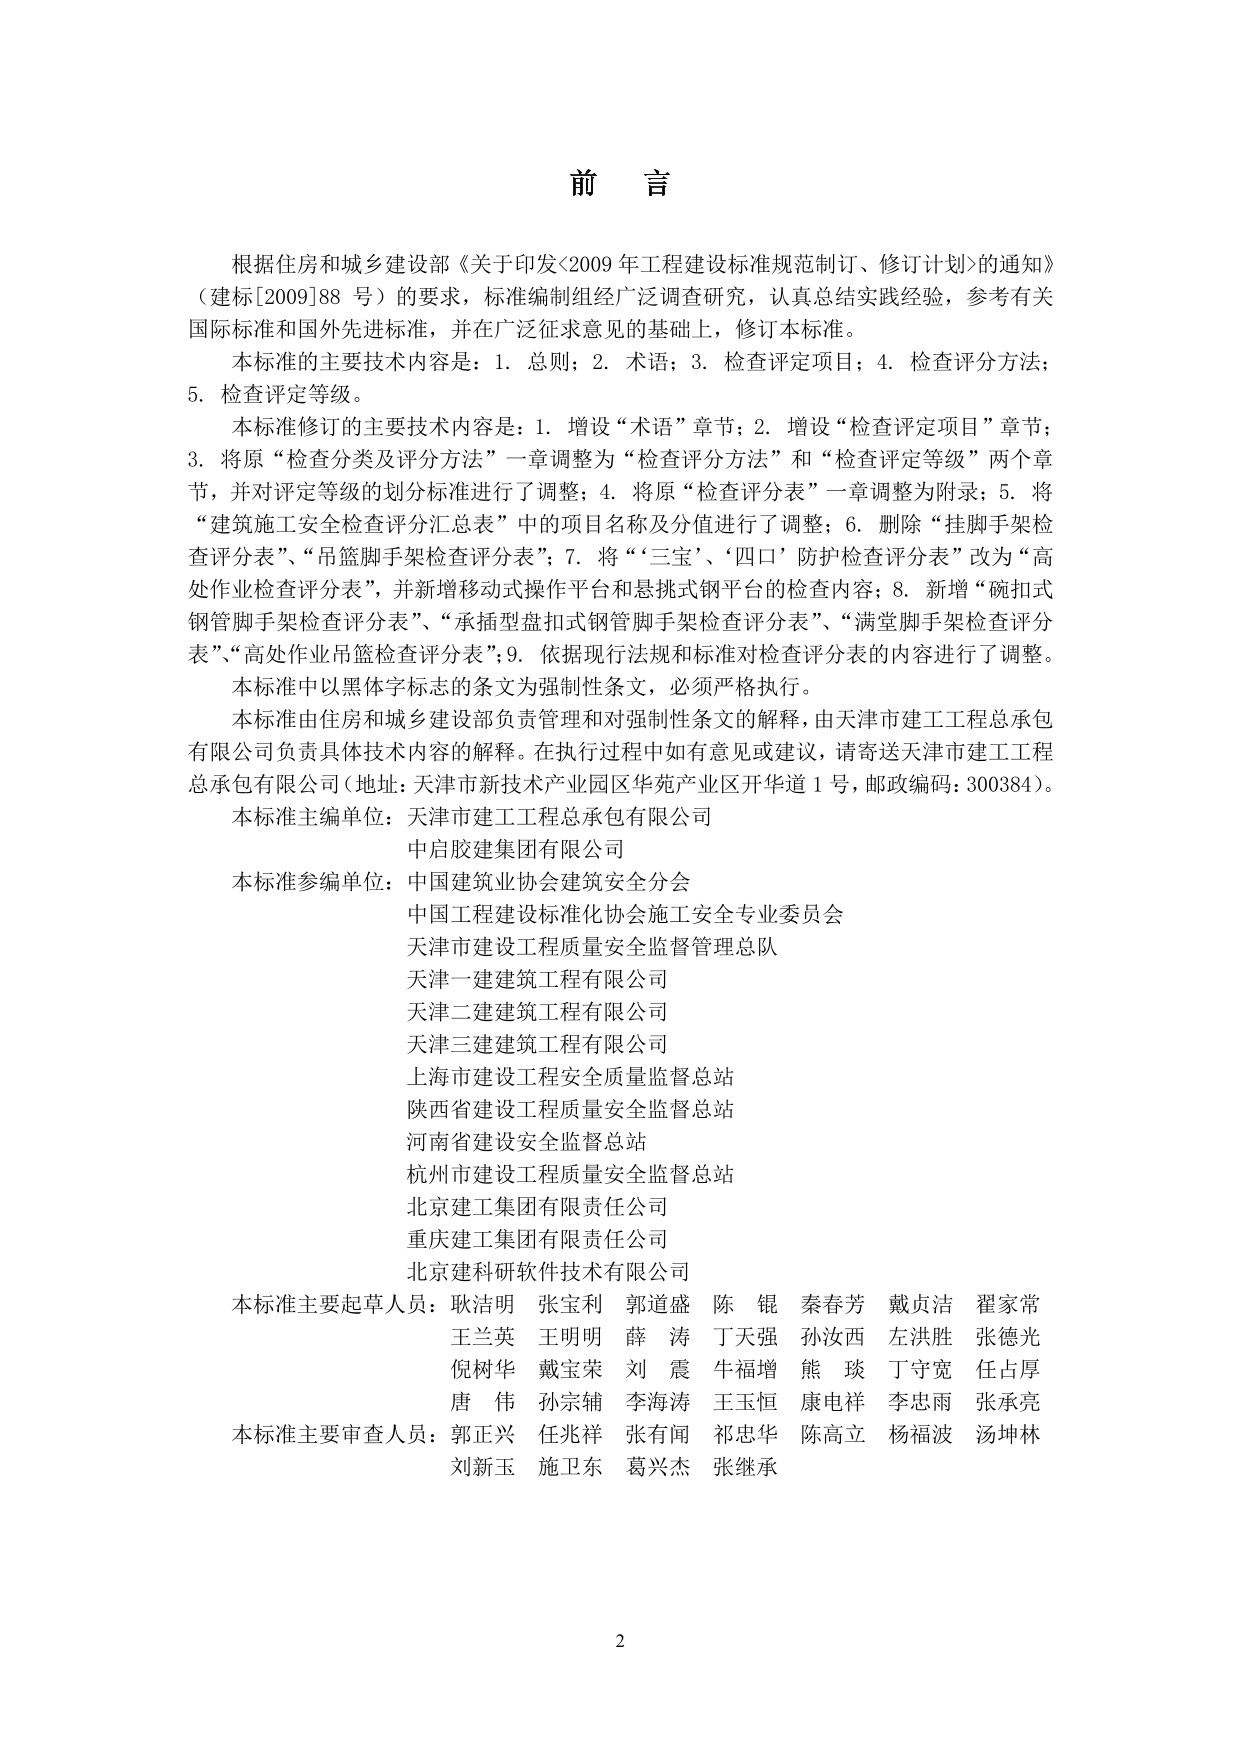 前 言
根据住房和城乡建设部《关于印发<2009 年工程建设标准规范制订、修订计划>的通知》
（建标[2009]88 号）的要求，标准编制组经广泛调查研究，认真总结实践经验，参考有关
国际标准和国外先进标准，并在广泛征求意见的基础上，修订本标准。
本标准的主要技术内容是：1. 总则；2. 术语；3. 检查评定项目；4. 检查评分方法；
5. 检查评定等级。
本标准修订的主要技术内容是：1. 增设“术语”章节；2. 增设“检查评定项目”章节；
3. 将原“检查分类及评分方法”一章调整为“检查评分方法”和“检查评定等级”两个章
节，并对评定等级的划分标准进行了调整；4. 将原“检查评分表”一章调整为附录；5. 将
“建筑施工安全检查评分汇总表”中的项目名称及分值进行了调整；6. 删除“挂脚手架检
查评分表”、“吊篮脚手架检查评分表”；7. 将“‘三宝’、‘四口’防护检查评分表”改为“高
处作业检查评分表”，并新增移动式操作平台和悬挑式钢平台的检查内容；8. 新增“碗扣式
钢管脚手架检查评分表”、“承插型盘扣式钢管脚手架检查评分表”、“满堂脚手架检查评分
表”、“高处作业吊篮检查评分表”；9. 依据现行法规和标准对检查评分表的内容进行了调整。
本标准中以黑体字标志的条文为强制性条文，必须严格执行。
本标准由住房和城乡建设部负责管理和对强制性条文的解释，由天津市建工工程总承包
有限公司负责具体技术内容的解释。在执行过程中如有意见或建议，请寄送天津市建工工程
总承包有限公司（地址：天津市新技术产业园区华苑产业区开华道 1 号，邮政编码：300384）。
本标准主编单位：天津市建工工程总承包有限公司
中启胶建集团有限公司
本标准参编单位：中国建筑业协会建筑安全分会
中国工程建设标准化协会施工安全专业委员会
天津市建设工程质量安全监督管理总队
天津一建建筑工程有限公司
天津二建建筑工程有限公司
天津三建建筑工程有限公司
上海市建设工程安全质量监督总站
陕西省建设工程质量安全监督总站
河南省建设安全监督总站
杭州市建设工程质量安全监督总站
北京建工集团有限责任公司
重庆建工集团有限责任公司
北京建科研软件技术有限公司
本标准主要起草人员：耿洁明 张宝利 郭道盛 陈 锟 秦春芳 戴贞洁 翟家常
王兰英 王明明 薛 涛 丁天强 孙汝西 左洪胜 张德光
倪树华 戴宝荣 刘 震 牛福增 熊 琰 丁守宽 任占厚
唐 伟 孙宗辅 李海涛 王玉恒 康电祥 李忠雨 张承亮
本标准主要审查人员：郭正兴 任兆祥 张有闻 祁忠华 陈高立 杨福波 汤坤林
刘新玉 施卫东 葛兴杰 张继承
2